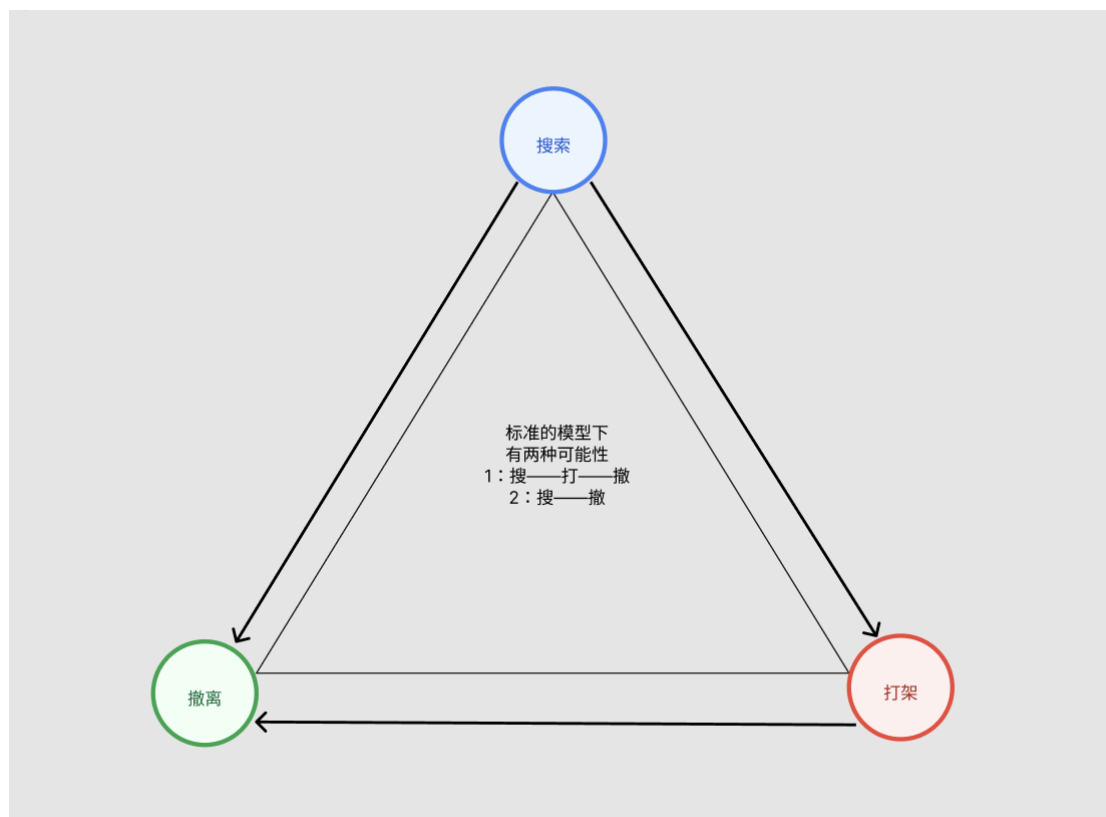 搜索
标准的模型下
有两种可能性
1：搜——打——撤
2：搜——撤
撤离
打架